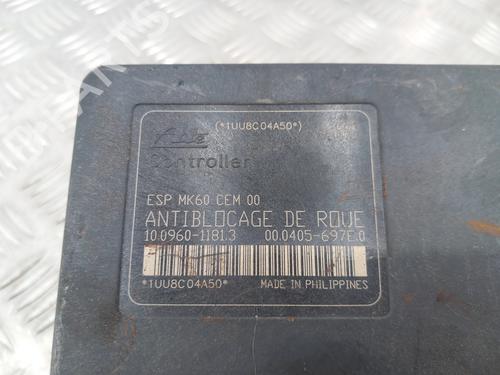 (*1UU8C04A50*)
Ate
Controller
ESP MK60 CEM 00
ANTIBLOCAGE DE ROUE
10.0960-1181.3 00.0405-697E.0
*1UU8C04A50* MADE IN PHILIPPINES